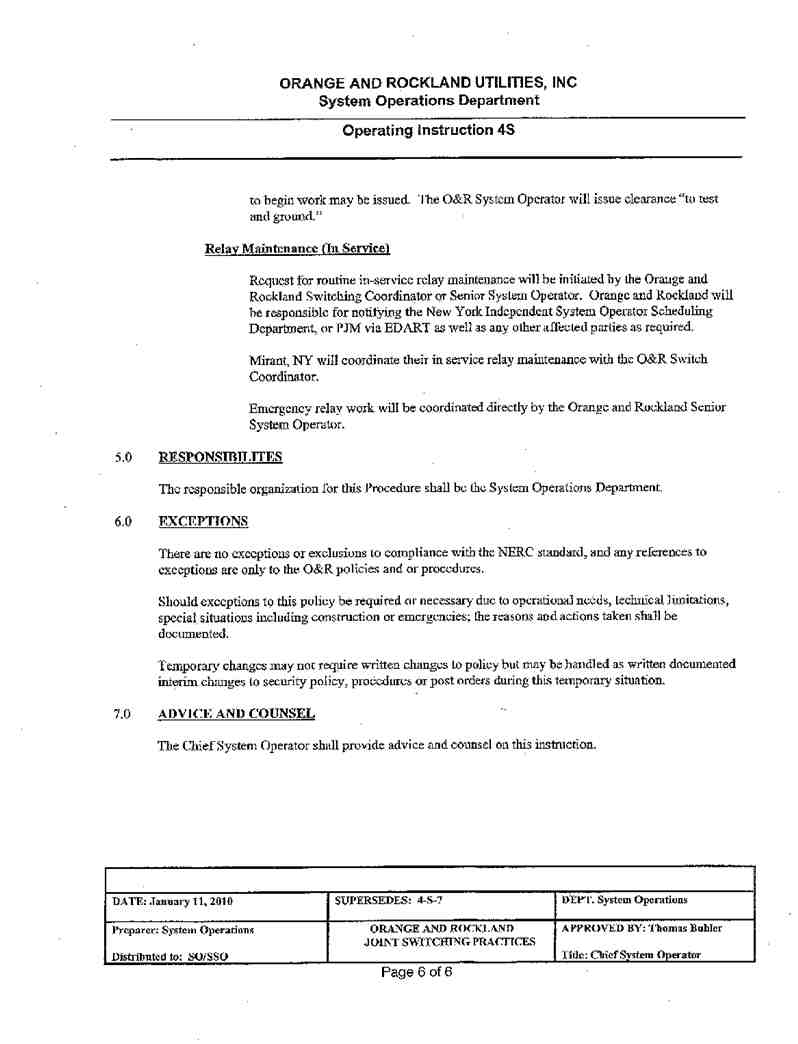 ORANGE AND ROCKLAND UTILITIES, INC
System Operations Department
Operating Instruction 4S
to begin work may be issued. The O&R System Operator will issue clearance "to test
and ground."
Relay Maintenance (In Service)
Request for routine in-service relay maintenance will be initiated by the Orange and
Rockland Switching Coordinator or Senior System Operator. Orange and Rockland will
be responsible for notifying the New York Independent System Operator Scheduling
Department, or PJM via EDART as well as any other affected parties as required.
Mirant, NY will coordinate their in service relay maintenance with the O&R Switch
Coordinator.
Emergency relay work will be coordinated directly by the Orange and Rockland Senior
System Operator.
5.0 RESPONSIBILITES
The responsible organization for this Procedure shall be the System Operations Department.
6.0 EXCEPTIONS
There are no exceptions or exclusions to compliance with the NERC standard, and any references to
exceptions are only to the O&R policies and or procedures.
Should exceptions to this policy be required or necessary due to operational needs, technical limitations,
special situations including construction or emergencies; the reasons and actions taken shall be
documented.
Temporary changes may not require written changes to policy but may be handled as written documented
interim changes to security policy, procedures or post orders during this temporary situation.
7.0 ADVICE AND COUNSEL
The Chief System Operator shall provide advice and counsel on this instruction.
DATE: January 11, 2010 SUPERSEDES: 4-S-7 DEPT. System Operations
Preparer: System Operations ORANGE AND ROCKLAND APPROVED BY: Thomas Buhler
JOINT SWITCHING PRACTICES
Distributed to: SO/SSO Title: Chief System Operator
Page 6 of 6